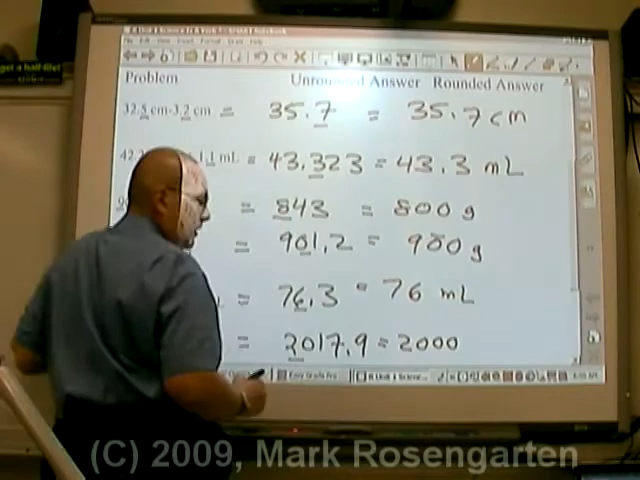 Problem Unrounded Answer Rounded Answer
32.5 cm-3.2 cm = 35.7 = 35.7 cm
42. 1.1 mL = 43.323 = 43.3 mL
= 843 = 800 g
= 901.2 = 900 g
= 76.3 = 76 mL
= 2017.9 = 2000
(C) 2009, Mark Rosengarten